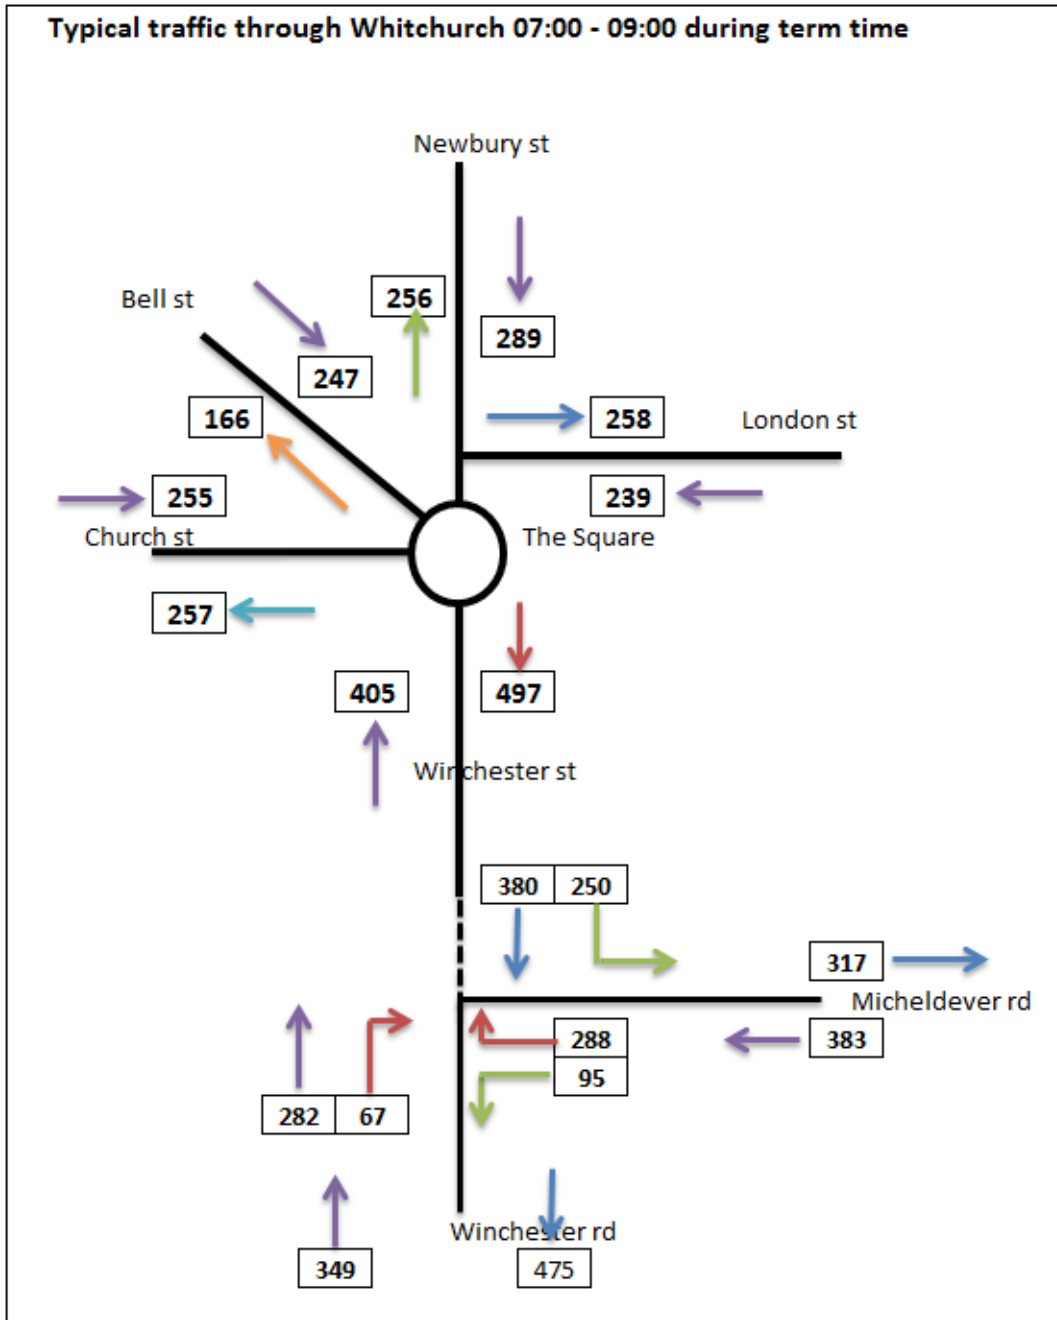 Typical traffic through Whitchurch 07:00 - 09:00 during term time
Newbury st
Bell st
256
289
247
166
258
London st
255
239
Church st
The Square
257
405
497
Winchester st
380 250
317
Micheldever rd
288
383
95
282 67
Winchester rd
349
475